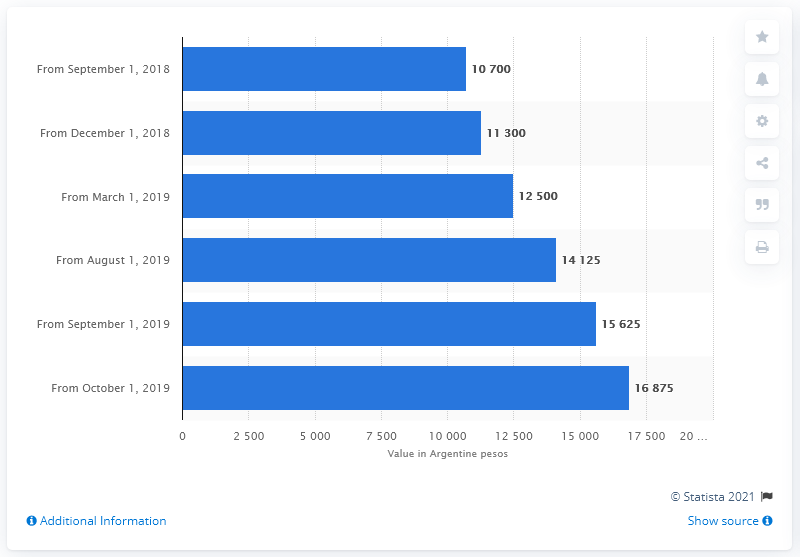 From September 1, 2018
10 700
From December 1, 2018
11 300
From March 1, 2019
12 500
From August 1, 2019
14 125
From September 1, 2019
15 625
From October 1, 2019
16 875
0 2 500 5 000 7 500 10 000 12 500 15 000 17 500 20 ...
Value in Argentine pesos
© Statista 2021
Additional Information
Show source